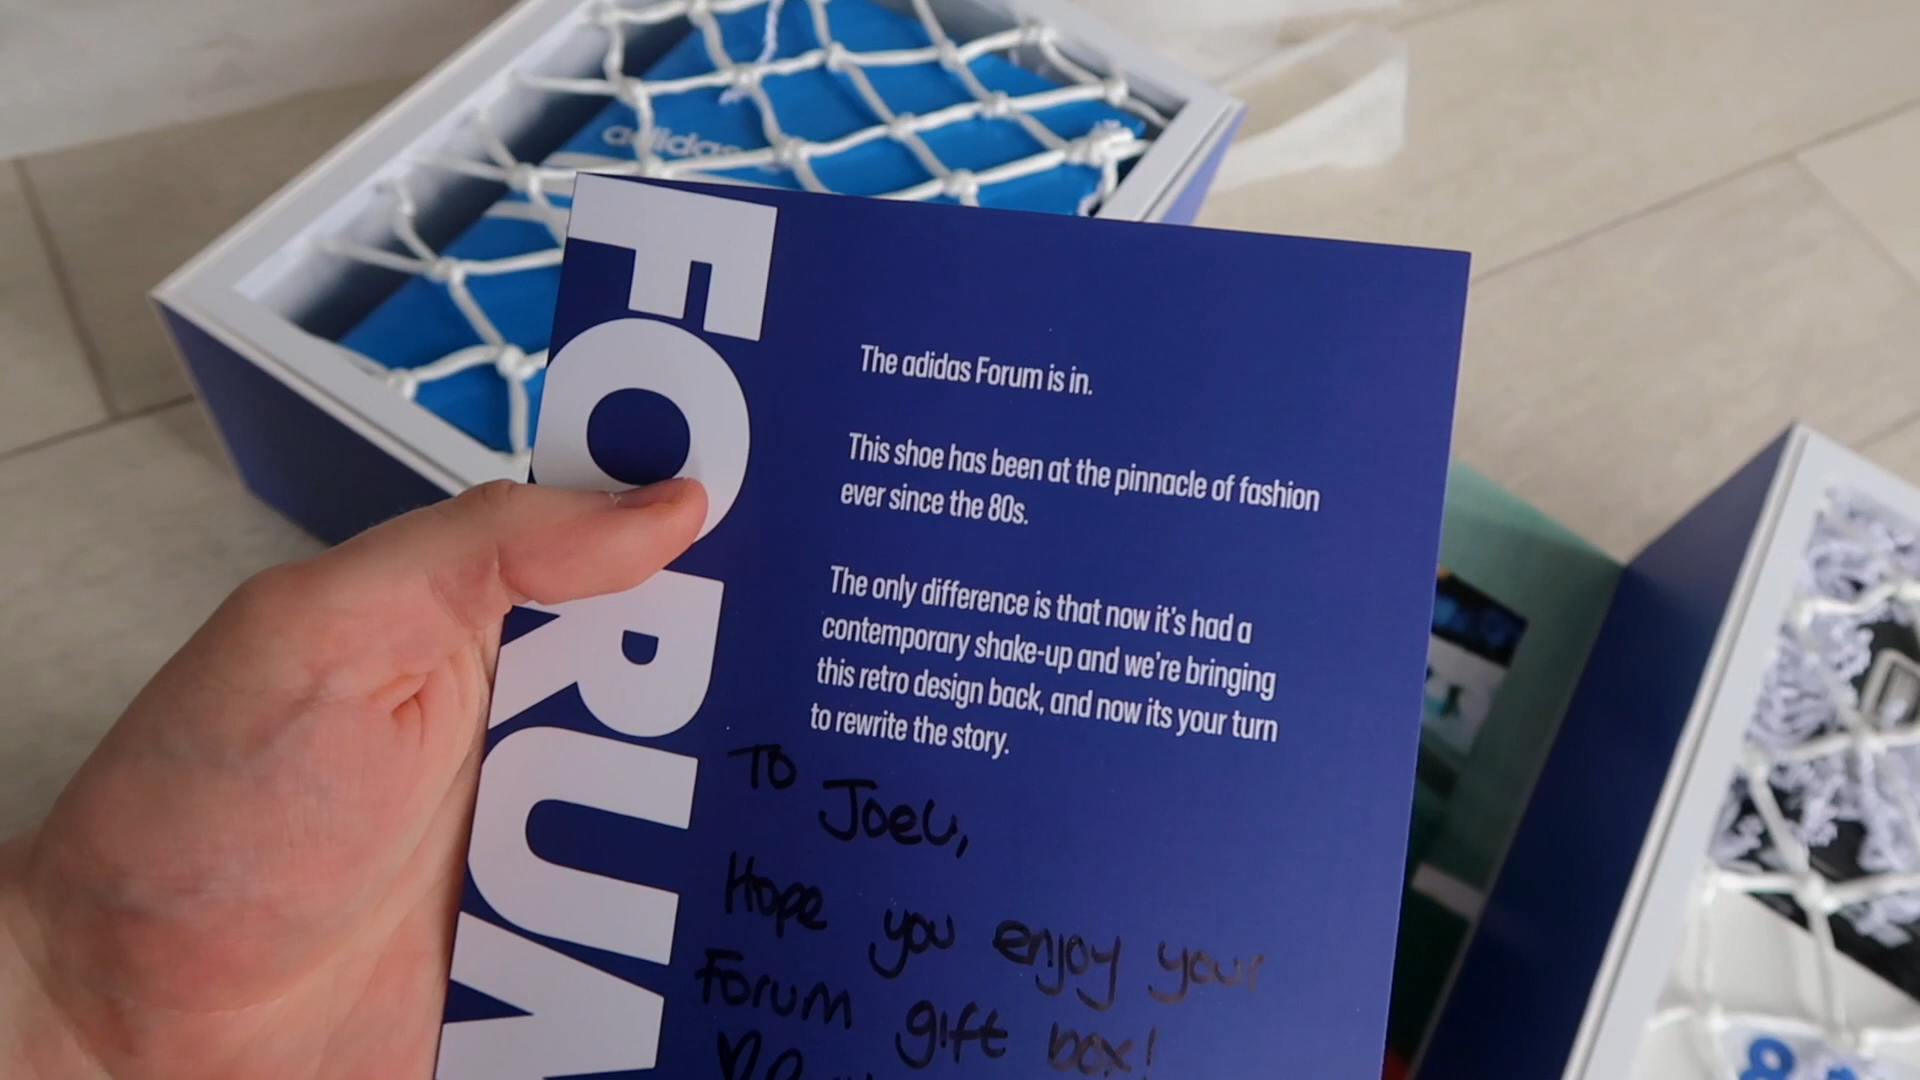 adidas
FORUM
The adidas Forum is in.
This shoe has been at the pinnacle of fashion
ever since the 80s.
The only difference is that now it's had a
contemporary shake-up and we're bringing
this retro design back, and now its your turn
to rewrite the story.
To Joel,
Hope you enjoy your
Forum gift box!